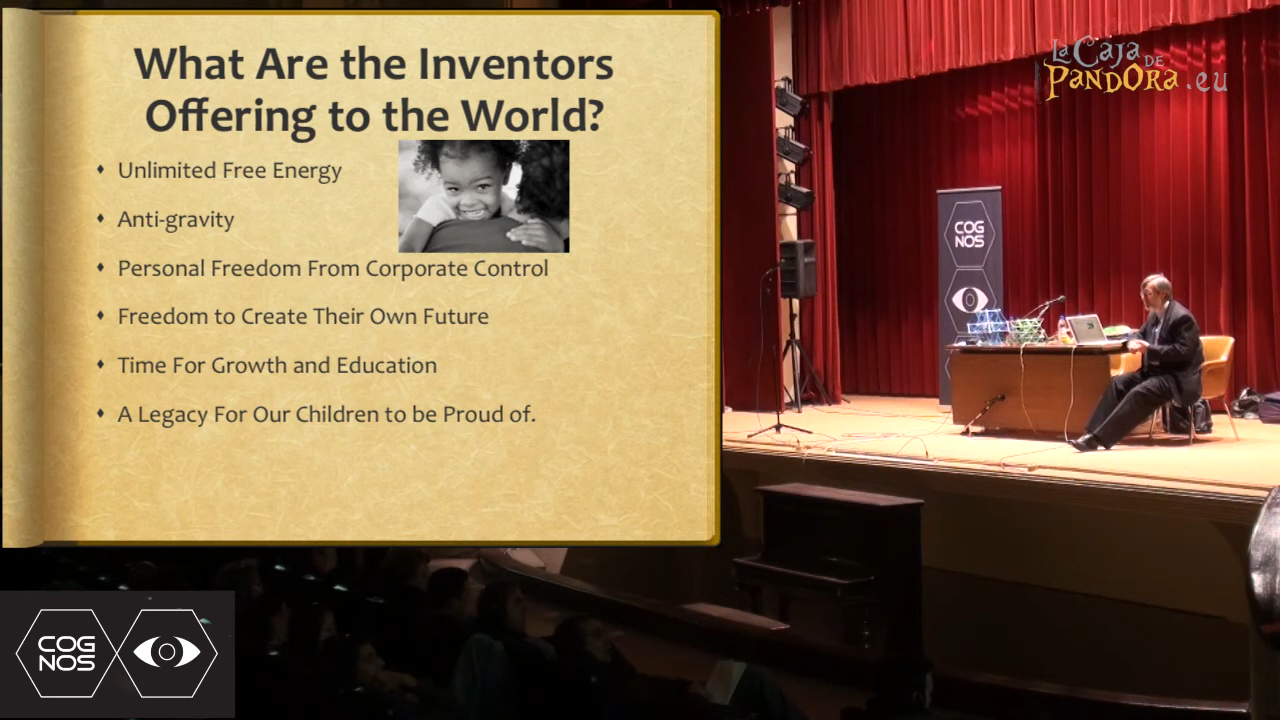 What Are the Inventors
Offering to the World?
Unlimited Free Energy
Anti-gravity
Personal Freedom From Corporate Control
Freedom to Create Their Own Future
Time For Growth and Education
A Legacy For Our Children to be Proud of.
La Caja
DE
PANDORA.eu
COG
NOS
COG
NOS